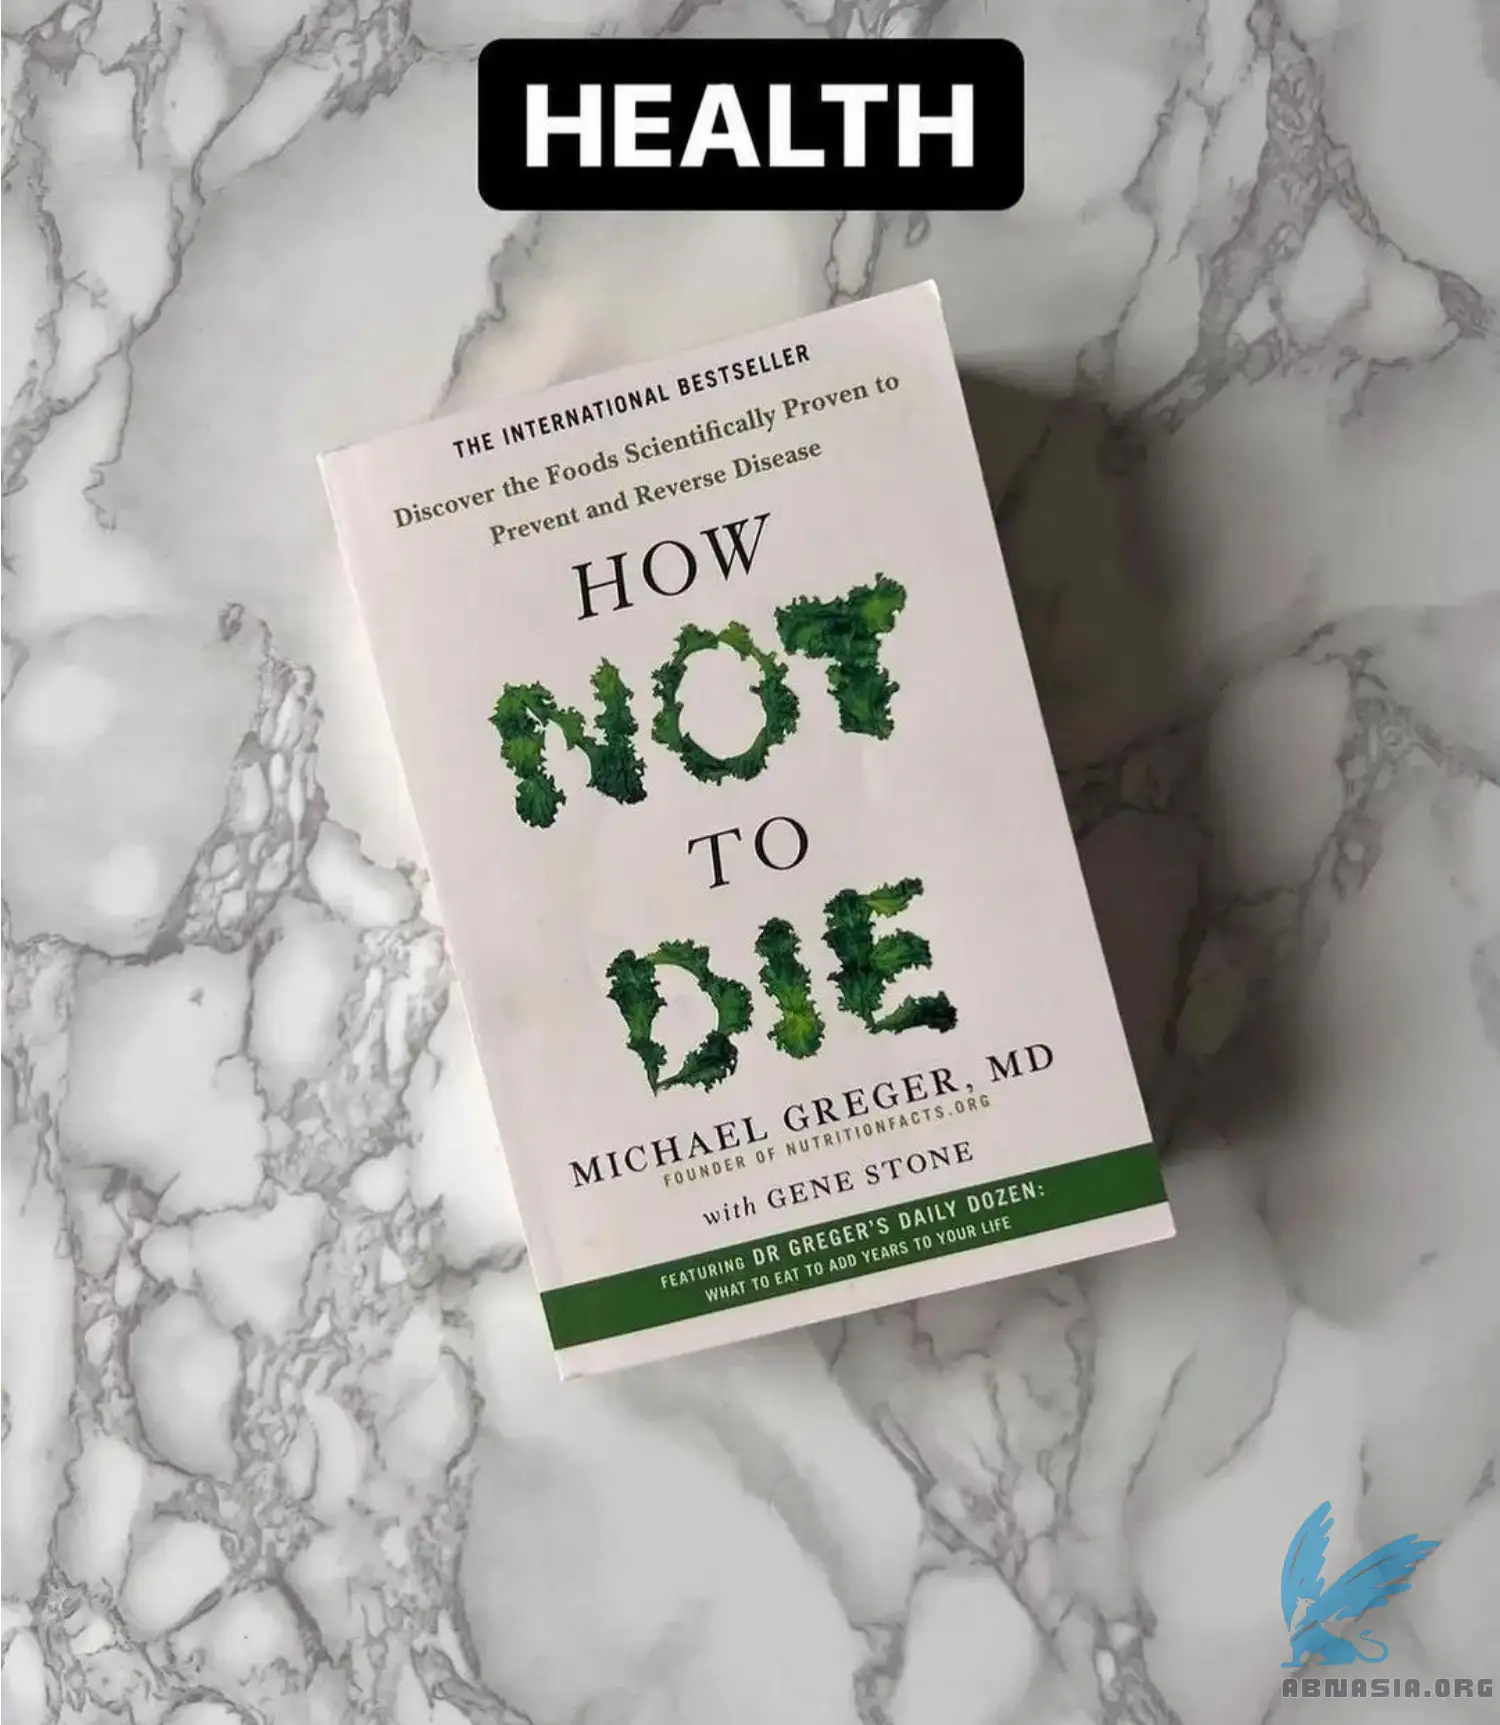 HEALTH
THE INTERNATIONAL BESTSELLER
Discover the Foods Scientifically Proven to
Prevent and Reverse Disease
HOW
NOT
TO
DIE
MICHAEL GREGER, MD
FOUNDER OF NUTRITIONFACTS.ORG
with GENE STONE
FEATURING DR GREGER'S DAILY DOZEN:
WHAT TO EAT TO ADD YEARS TO YOUR LIFE
ABNASIA.ORG